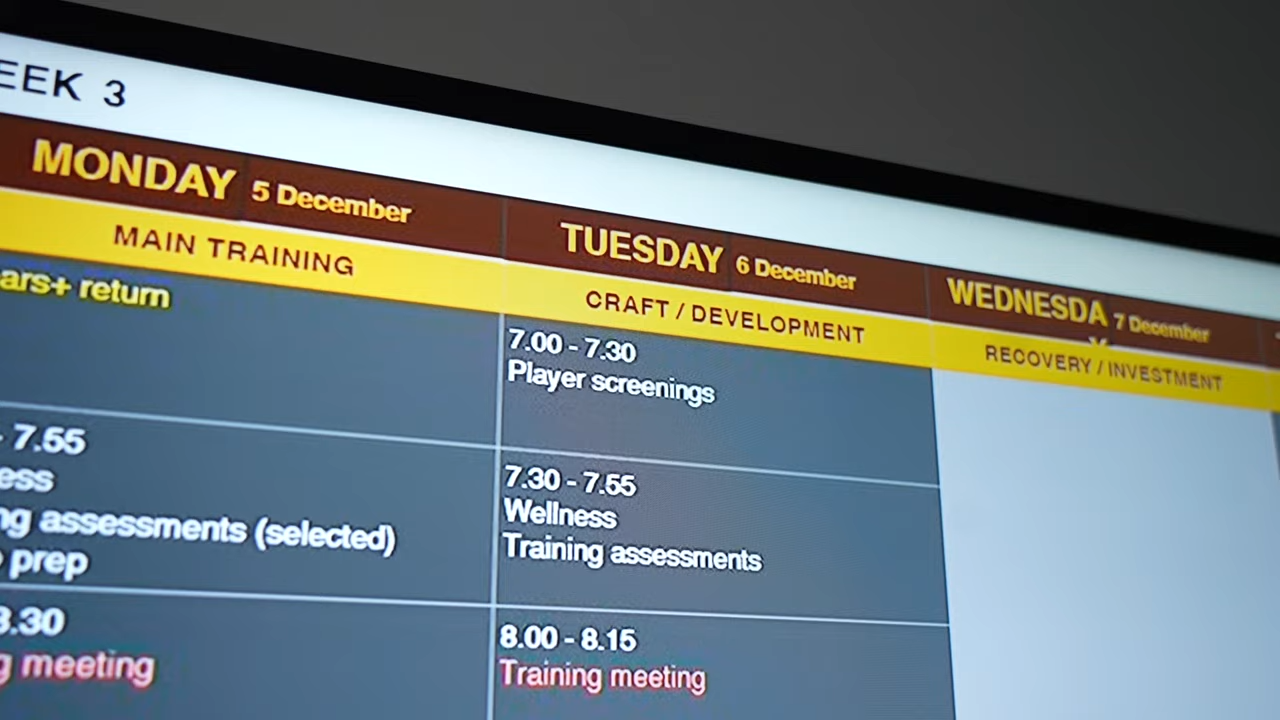 EEK 3
MONDAY 5 December
MAIN TRAINING
ars+ return
- 7.55
ess
ng assessments (selected)
prep
8.30
g meeting
TUESDAY 6 December
CRAFT / DEVELOPMENT
7.00 - 7.30
Player screenings
7.30 - 7.55
Wellness
Training assessments
8.00 - 8.15
Training meeting
WEDNESDA 7 December
Y
RECOVERY / INVESTMENT